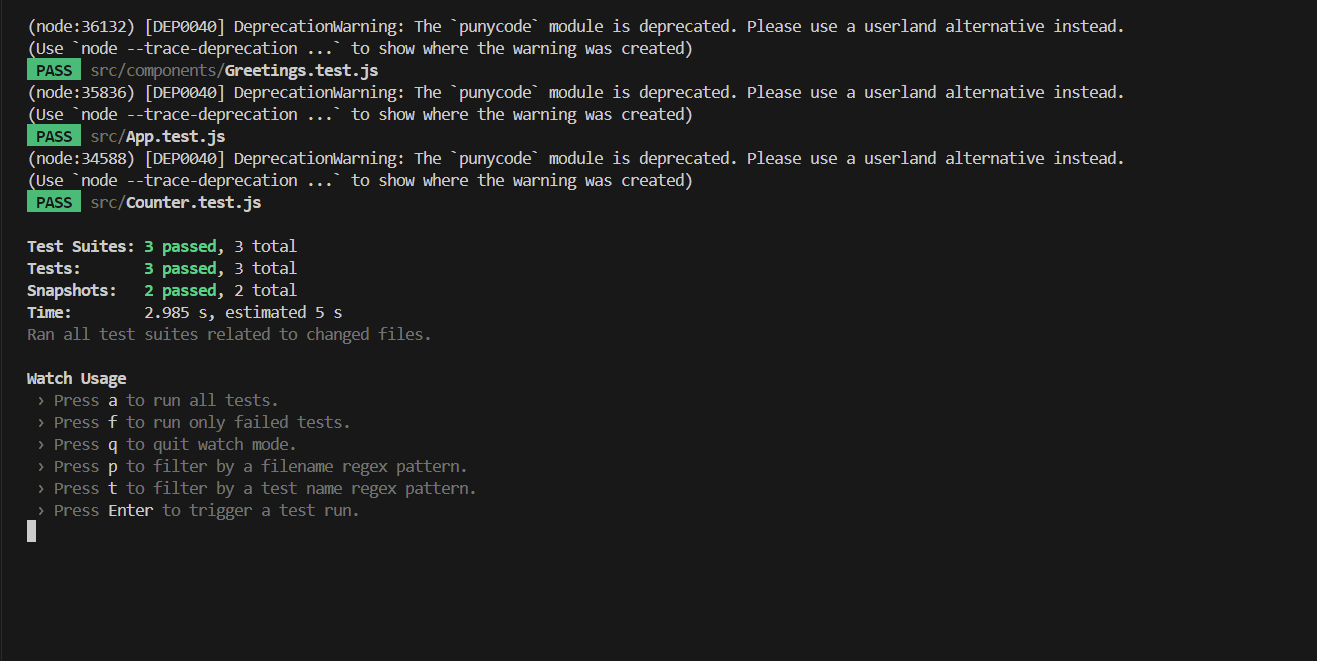 (node:36132) [DEP0040] DeprecationWarning: The `punycode` module is deprecated. Please use a userland alternative instead.
(Use `node --trace-deprecation ...` to show where the warning was created)
PASS src/components/Greetings.test.js
(node:35836) [DEP0040] DeprecationWarning: The `punycode` module is deprecated. Please use a userland alternative instead.
(Use `node --trace-deprecation ...` to show where the warning was created)
PASS src/App.test.js
(node:34588) [DEP0040] DeprecationWarning: The `punycode` module is deprecated. Please use a userland alternative instead.
(Use `node --trace-deprecation ...` to show where the warning was created)
PASS src/Counter.test.js
Test Suites: 3 passed, 3 total
Tests: 3 passed, 3 total
Snapshots: 2 passed, 2 total
Time: 2.985 s, estimated 5 s
Ran all test suites related to changed files.
Watch Usage
› Press a to run all tests.
› Press f to run only failed tests.
› Press q to quit watch mode.
› Press p to filter by a filename regex pattern.
› Press t to filter by a test name regex pattern.
› Press Enter to trigger a test run.